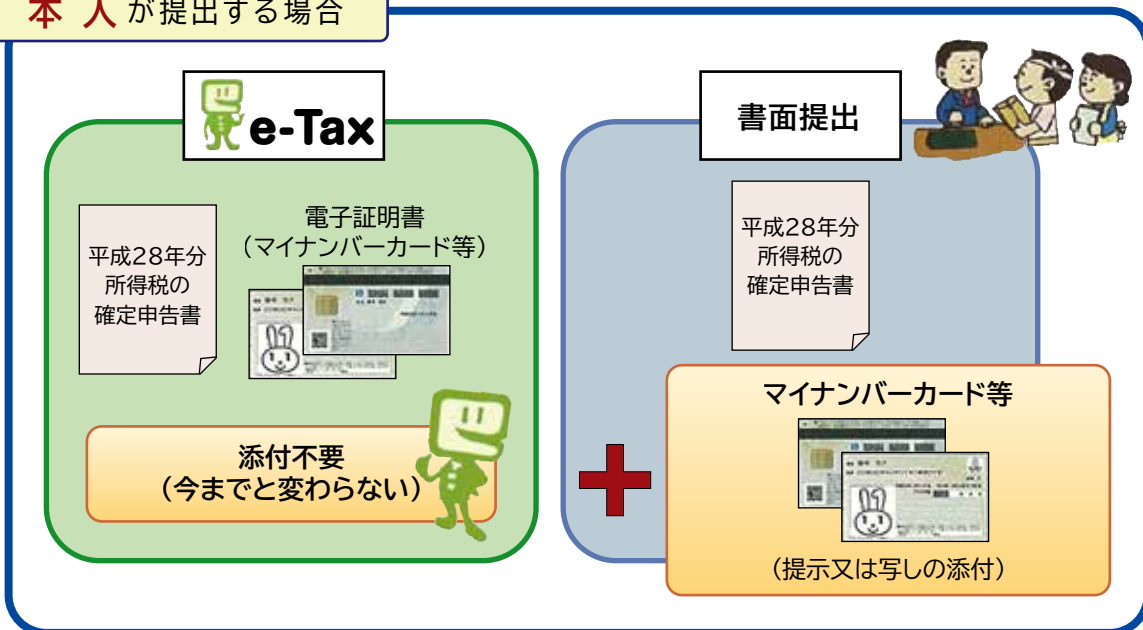 本人が提出する場合
e-Tax
平成28年分
所得税の
確定申告書
電子証明書
（マイナンバーカード等）
添付不要
（今までと変わらない）
書面提出
平成28年分
所得税の
確定申告書
マイナンバーカード等
（提示又は写しの添付）